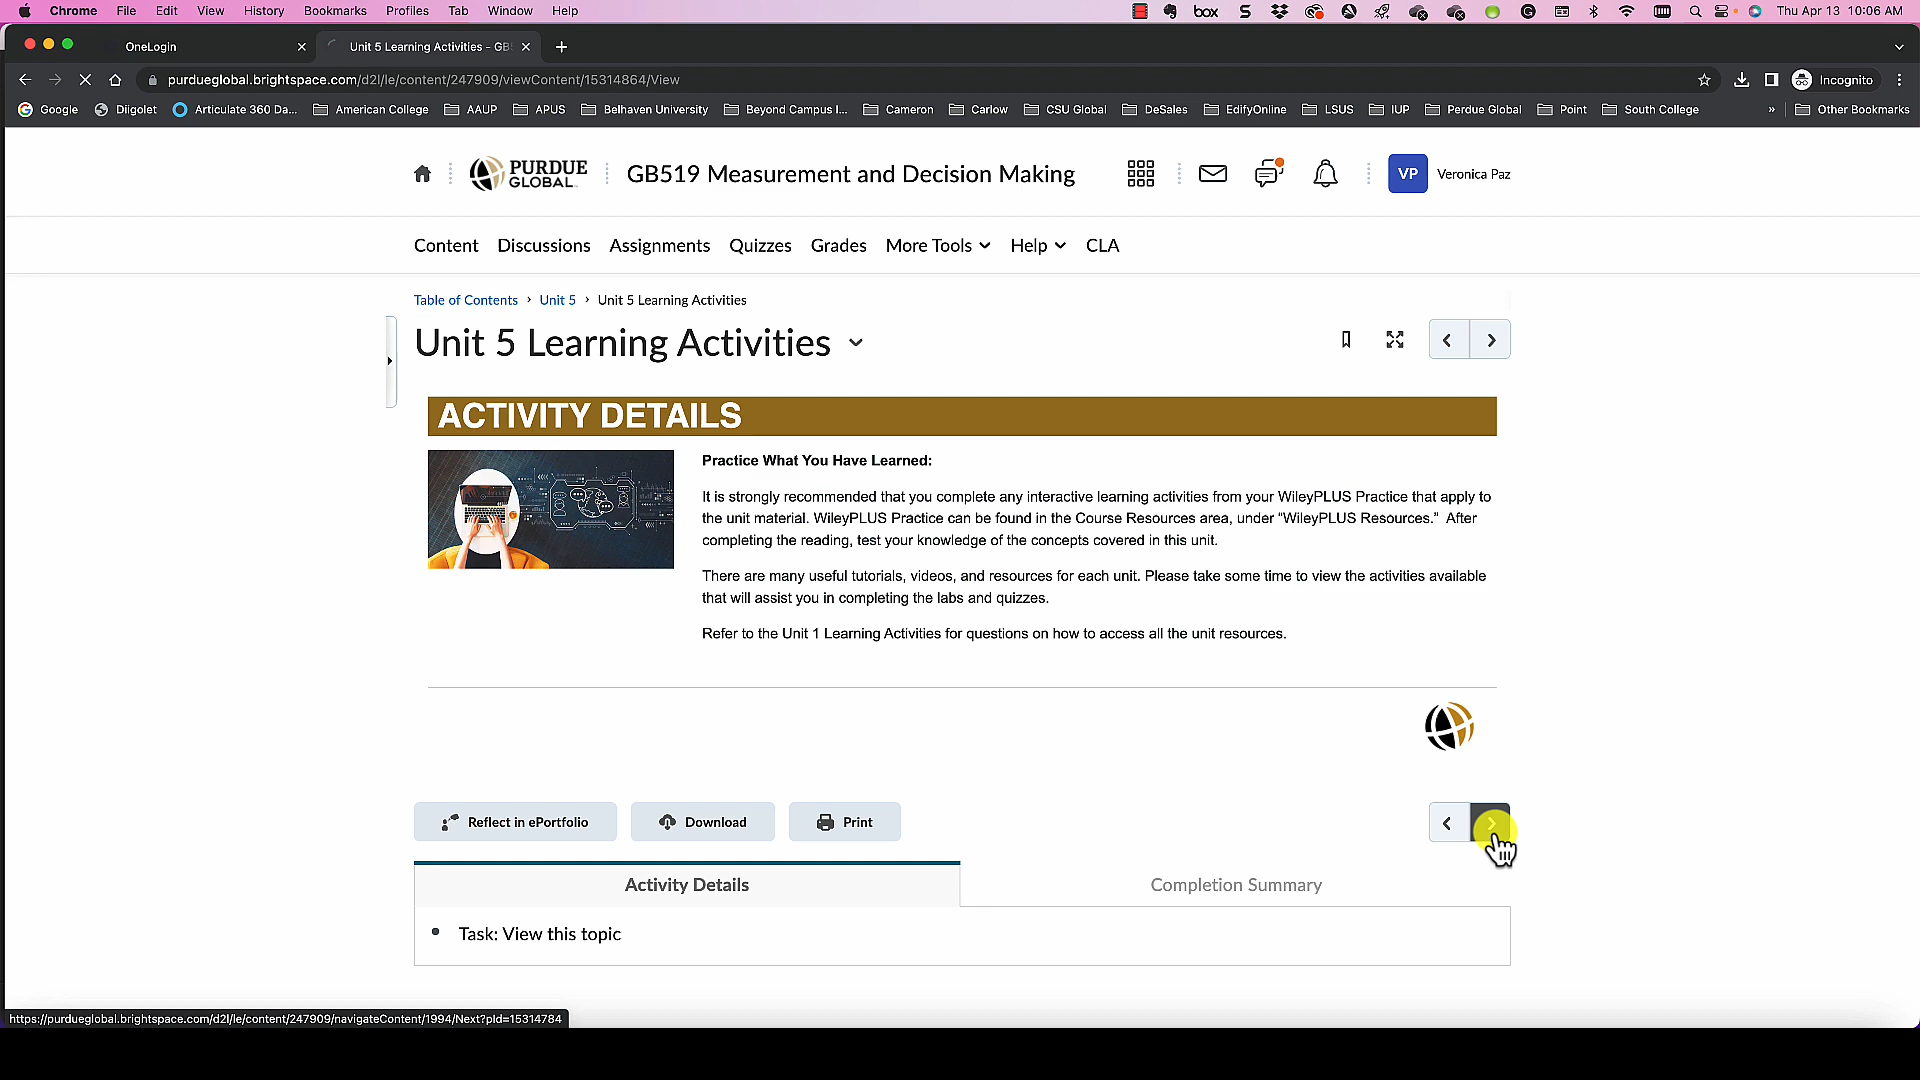 Chrome File Edit View History Bookmarks Profiles Tab Window Help box S Thu Apr 13 10:06 AM
OneLogin Unit 5 Learning Activities - GB
purdueglobal.brightspace.com/d2l/le/content/247909/viewContent/15314864/View Incognito
Google Diigolet Articulate 360 Da... American College AAUP APUS Belhaven University Beyond Campus I... Cameron Carlow CSU Global DeSales EdifyOnline LSUS IUP Perdue Global Point South College » Other Bookmarks
PURDUE
GLOBAL
GB519 Measurement and Decision Making
VP Veronica Paz
Content Discussions Assignments Quizzes Grades More Tools Help CLA
Table of Contents › Unit 5 › Unit 5 Learning Activities
Unit 5 Learning Activities
ACTIVITY DETAILS
Practice What You Have Learned:
It is strongly recommended that you complete any interactive learning activities from your WileyPLUS Practice that apply to
the unit material. WileyPLUS Practice can be found in the Course Resources area, under “WileyPLUS Resources.” After
completing the reading, test your knowledge of the concepts covered in this unit.
There are many useful tutorials, videos, and resources for each unit. Please take some time to view the activities available
that will assist you in completing the labs and quizzes.
Refer to the Unit 1 Learning Activities for questions on how to access all the unit resources.
Reflect in ePortfolio Download Print
Activity Details Completion Summary
• Task: View this topic
https://purdueglobal.brightspace.com/d2l/le/content/247909/navigateContent/1994/Next?pId=15314784